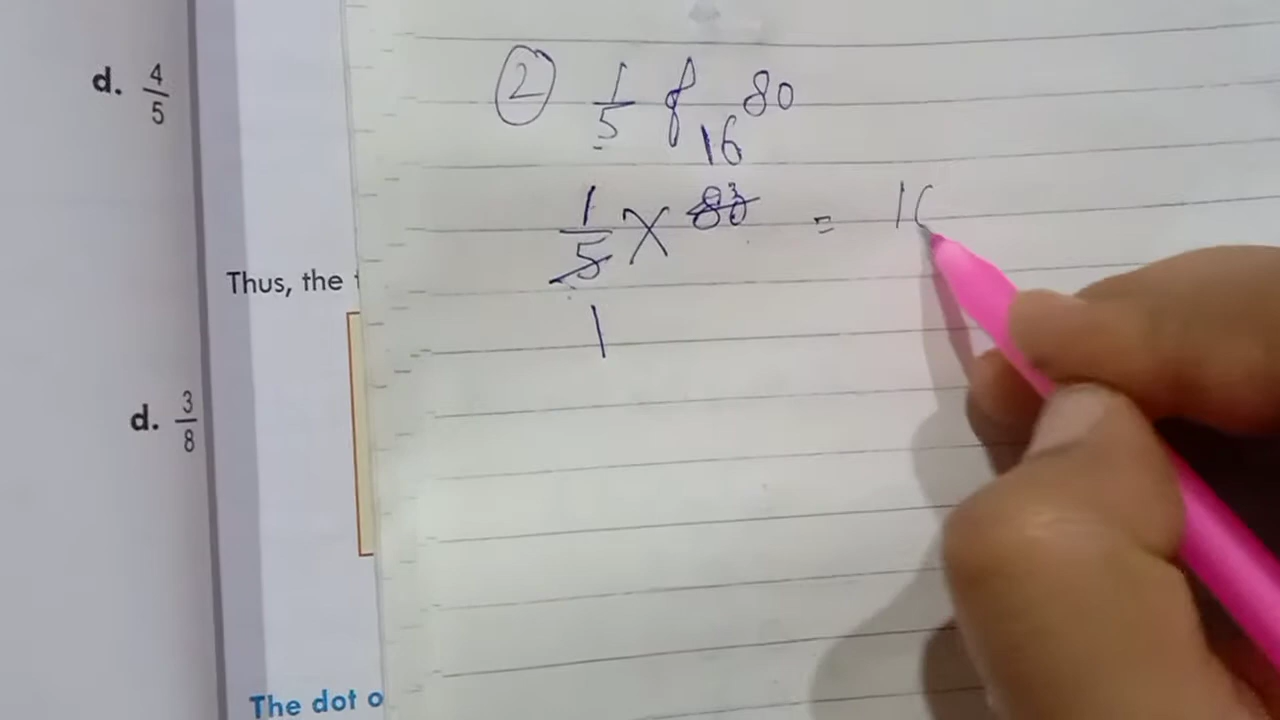 d. 4/5
② 1/5 of 80
16
1/5 × 80 = 16
1
Thus, the
d. 3/8
The dot o